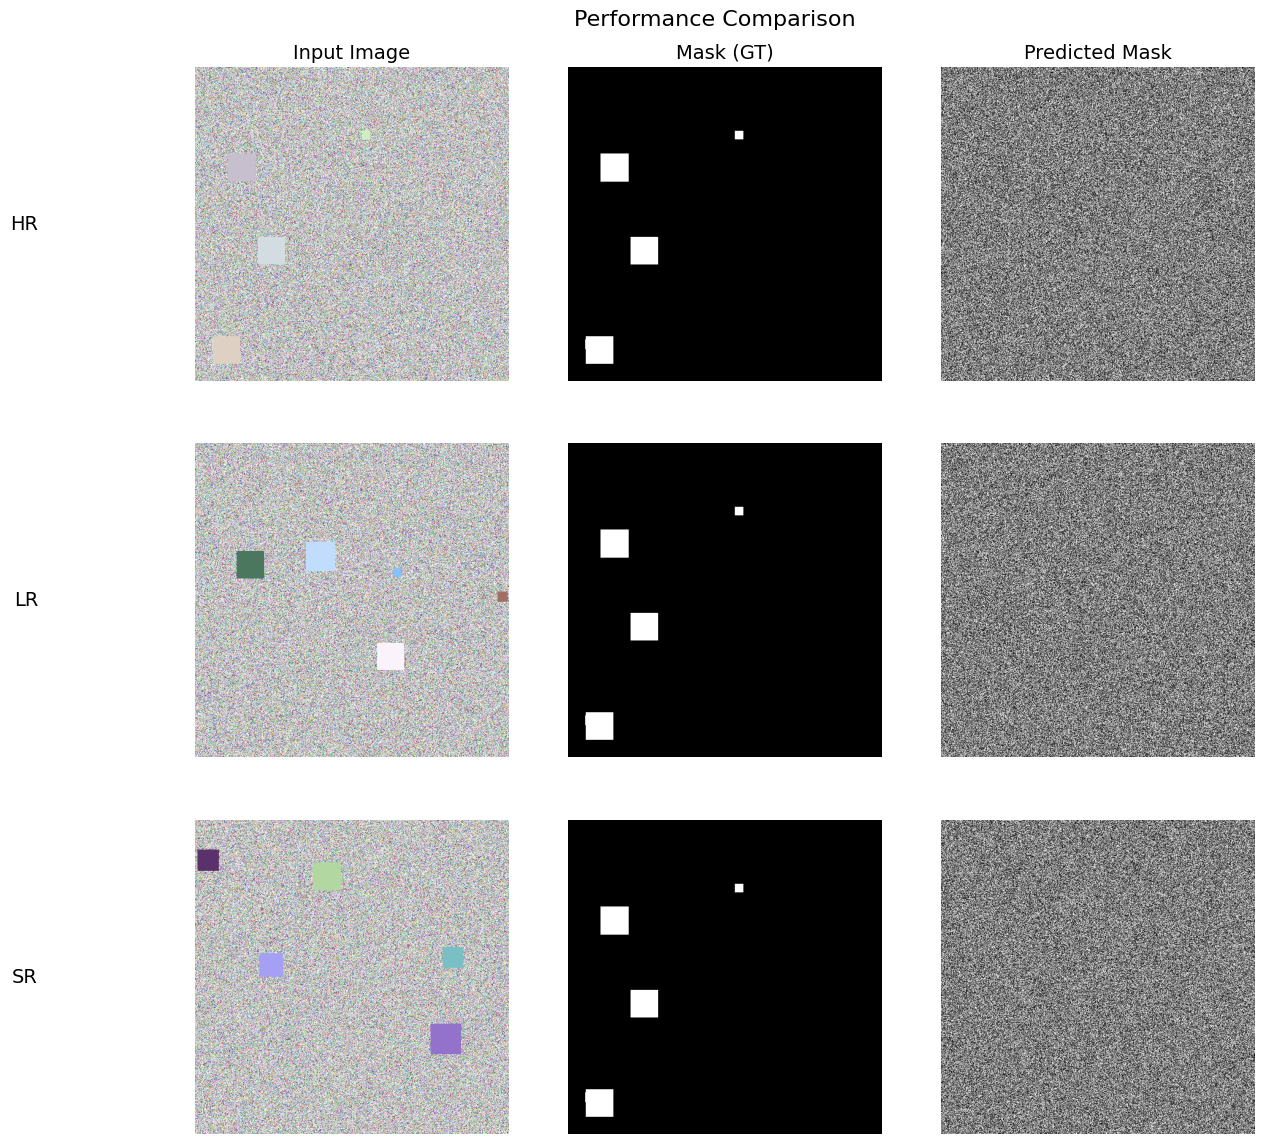 Performance Comparison
Input Image
Mask (GT)
Predicted Mask
HR
LR
SR